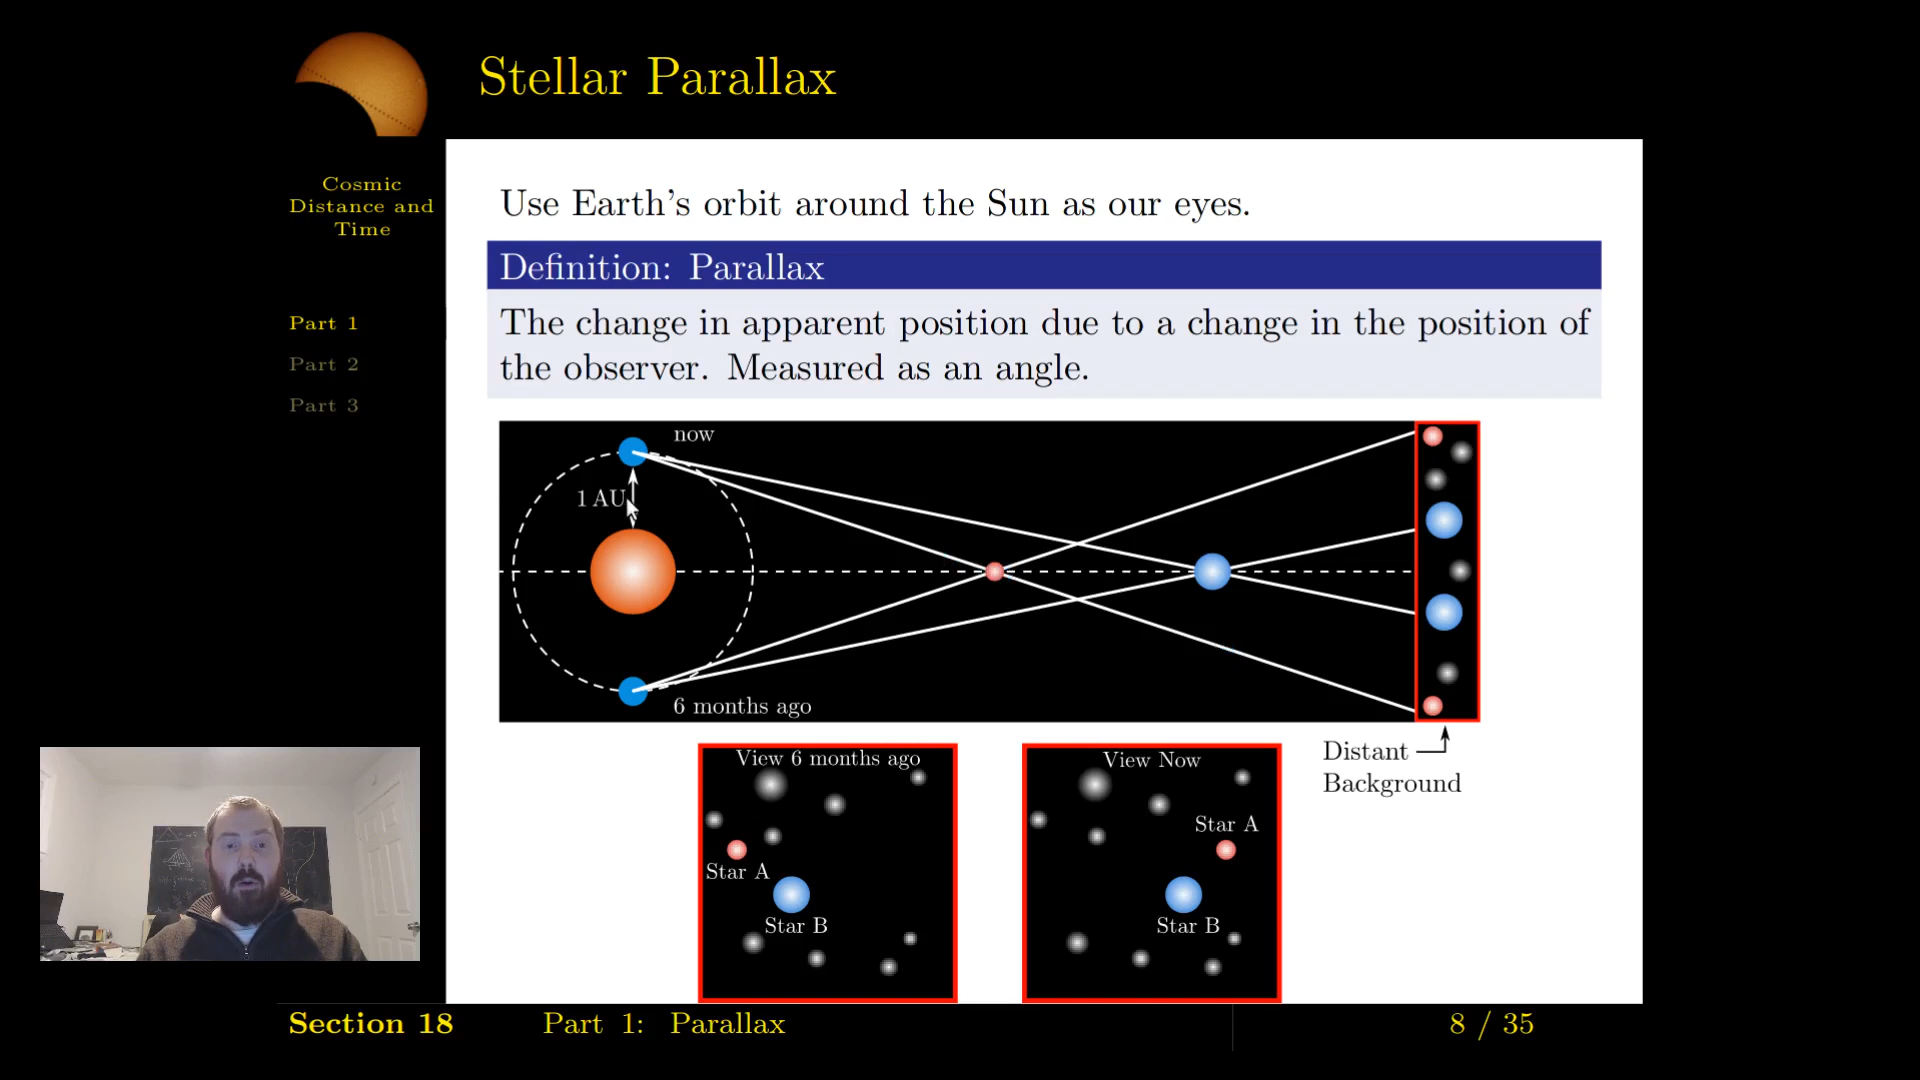 Stellar Parallax
Cosmic
Distance and
Time
Part 1
Part 2
Part 3
Use Earth's orbit around the Sun as our eyes.
Definition: Parallax
The change in apparent position due to a change in the position of
the observer. Measured as an angle.
now
1 AU
6 months ago
Distant
Background
View 6 months ago
Star A
Star B
View Now
Star A
Star B
Section 18
Part 1: Parallax
8 / 35